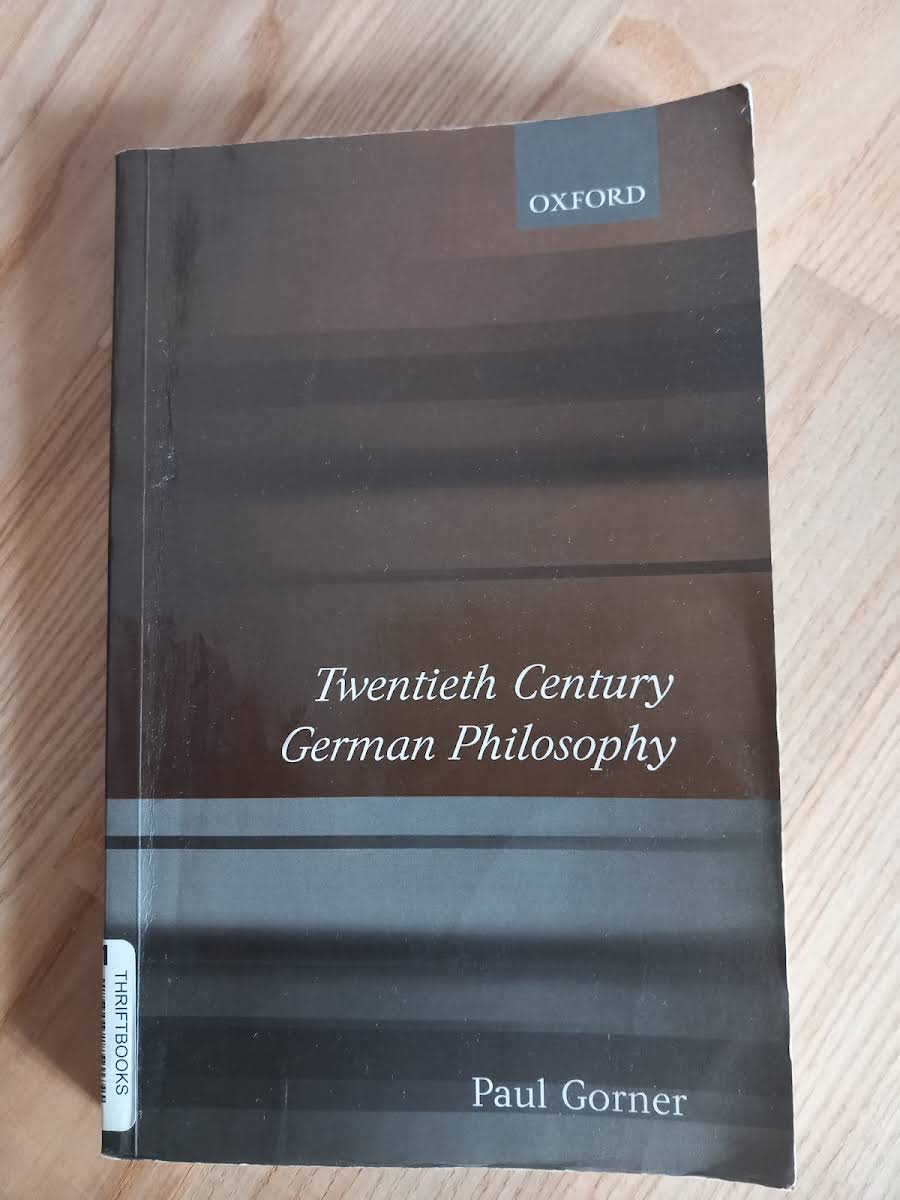 OXFORD
Twentieth Century
German Philosophy
THRIFTBOOKS
Paul Gorner